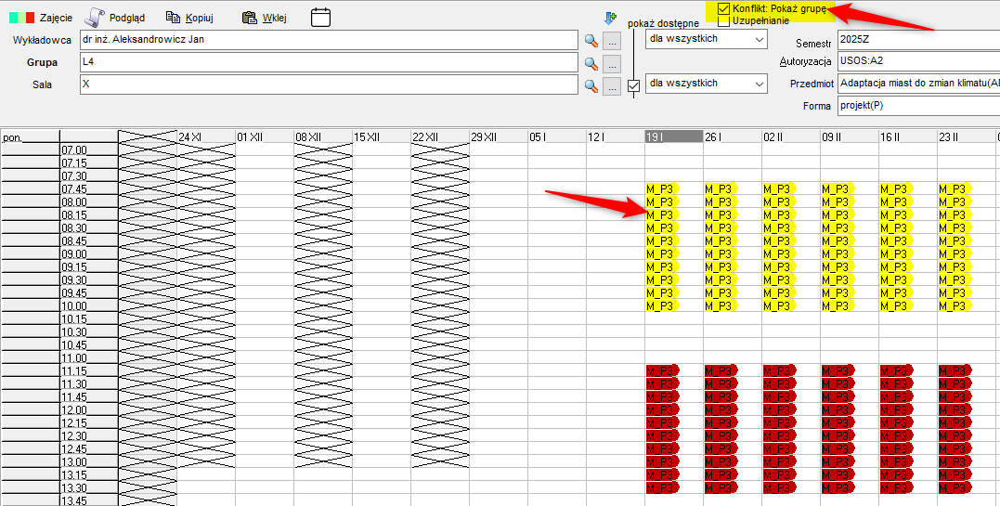 Zajęcie Podgląd Kopiuj Wklej
Konflikt: Pokaż grupę
Uzupełnianie
pokaż dostępne
Wykładowca dr inż. Aleksandrowicz Jan ... dla wszystkich Semestr 2025Z
Grupa L4 ... Autoryzacja USOS:A2
Sala X ... dla wszystkich Przedmiot Adaptacja miast do zmian klimatu(A
Forma projekt(P)
pon. 24 XI 01 XII 08 XII 15 XII 22 XII 29 XII 05 I 12 I 19 I 26 I 02 II 09 II 16 II 23 II
07.00
07.15
07.30
07.45 M_P3 M_P3 M_P3 M_P3 M_P3 M_P3
08.00 M_P3 M_P3 M_P3 M_P3 M_P3 M_P3
08.15 M_P3 M_P3 M_P3 M_P3 M_P3 M_P3
08.30 M_P3 M_P3 M_P3 M_P3 M_P3 M_P3
08.45 M_P3 M_P3 M_P3 M_P3 M_P3 M_P3
09.00 M_P3 M_P3 M_P3 M_P3 M_P3 M_P3
09.15 M_P3 M_P3 M_P3 M_P3 M_P3 M_P3
09.30 M_P3 M_P3 M_P3 M_P3 M_P3 M_P3
09.45 M_P3 M_P3 M_P3 M_P3 M_P3 M_P3
10.00 M_P3 M_P3 M_P3 M_P3 M_P3 M_P3
10.15
10.30
10.45
11.00
11.15 M_P3 M_P3 M_P3 M_P3 M_P3 M_P3
11.30 M_P3 M_P3 M_P3 M_P3 M_P3 M_P3
11.45 M_P3 M_P3 M_P3 M_P3 M_P3 M_P3
12.00 M_P3 M_P3 M_P3 M_P3 M_P3 M_P3
12.15 M_P3 M_P3 M_P3 M_P3 M_P3 M_P3
12.30 M_P3 M_P3 M_P3 M_P3 M_P3 M_P3
12.45 M_P3 M_P3 M_P3 M_P3 M_P3 M_P3
13.00 M_P3 M_P3 M_P3 M_P3 M_P3 M_P3
13.15 M_P3 M_P3 M_P3 M_P3 M_P3 M_P3
13.30 M_P3 M_P3 M_P3 M_P3 M_P3 M_P3
13.45